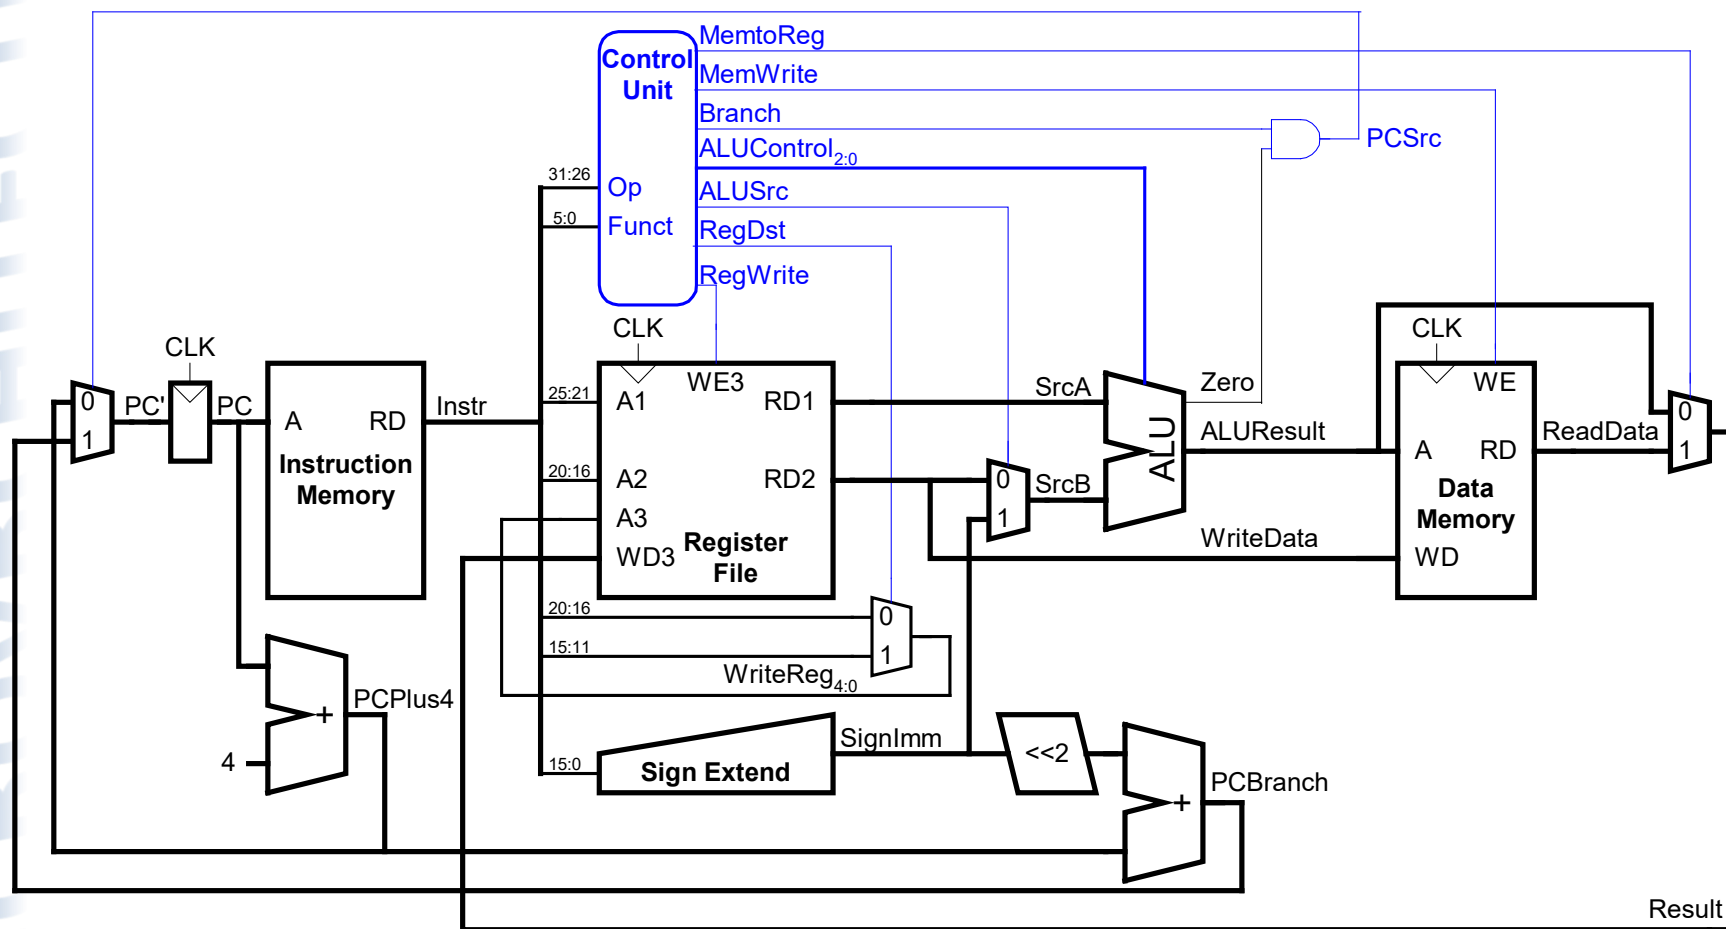 MemtoReg
Control
Unit
MemWrite
Branch
PCSrc
ALUControl2:0
31:26
Op
ALUSrc
5:0
Funct
RegDst
RegWrite
CLK
CLK
CLK
WE3
Zero
WE
0
PC'
PC
A
RD
Instr
25:21
A1
RD1
SrcA
ALUResult
ReadData
0
1
1
Instruction
Memory
20:16
A2
RD2
0
SrcB
ALU
A
RD
A3
1
Data
Memory
WD3
Register
File
WriteData
WD
20:16
0
15:11
1
WriteReg4:0
PCPlus4
+
4
15:0
Sign Extend
SignImm
<<2
PCBranch
+
Result